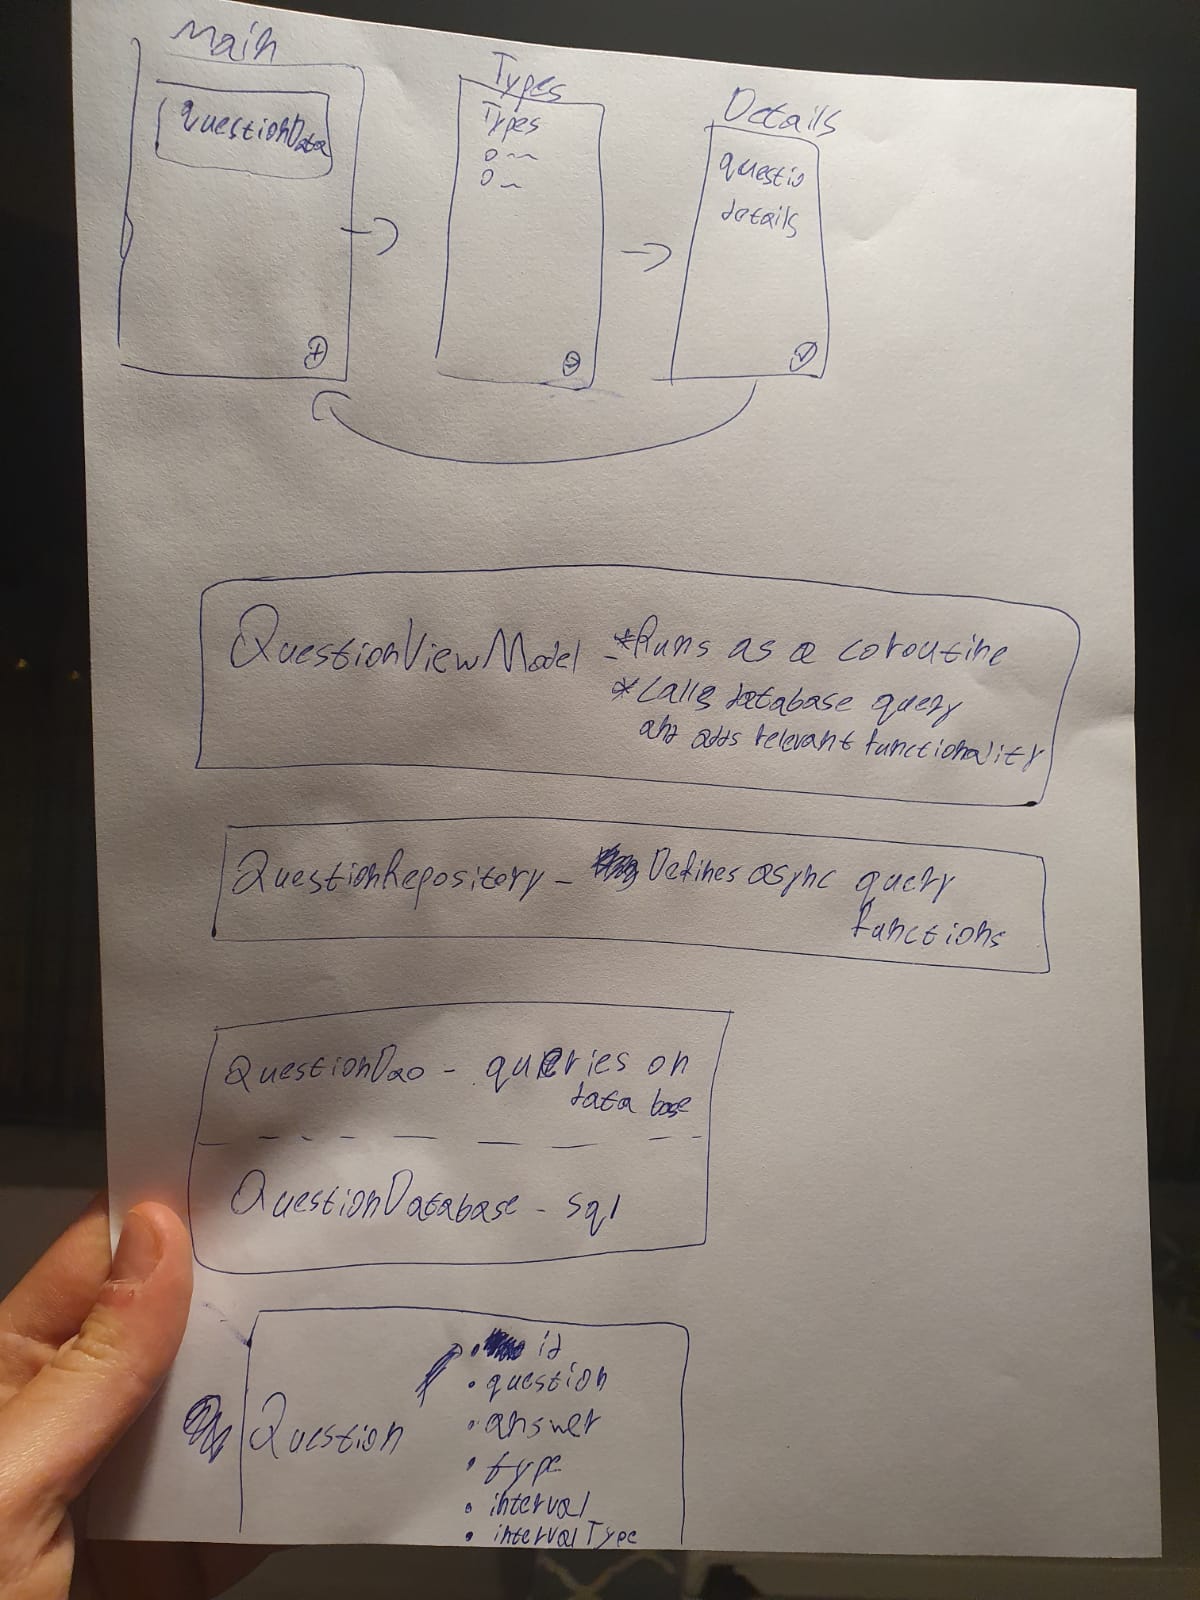 Main
QuestionData
Types
Types
Details
questio
details
QuestionViewModel - *Runs as a coroutine
*Calls database query
and adds relevant functionality
QuestionRepository - Defines async query
functions
QuestionDao - queries on
data base
QuestionDatabase - sql
Question
• id
• question
• answer
• type
• interval
• intervalType